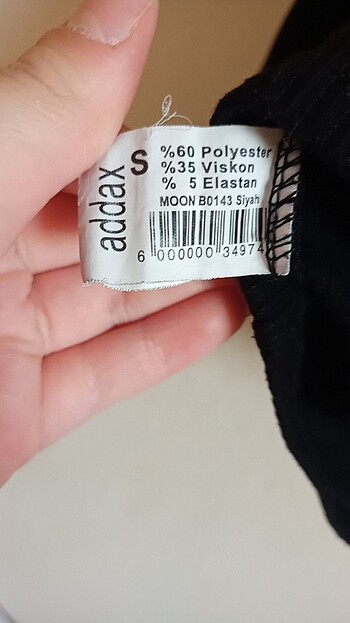 addax
S
%60 Polyester
%35 Viskon
% 5 Elastan
MOON B0143 Siyah
6 000000 34974